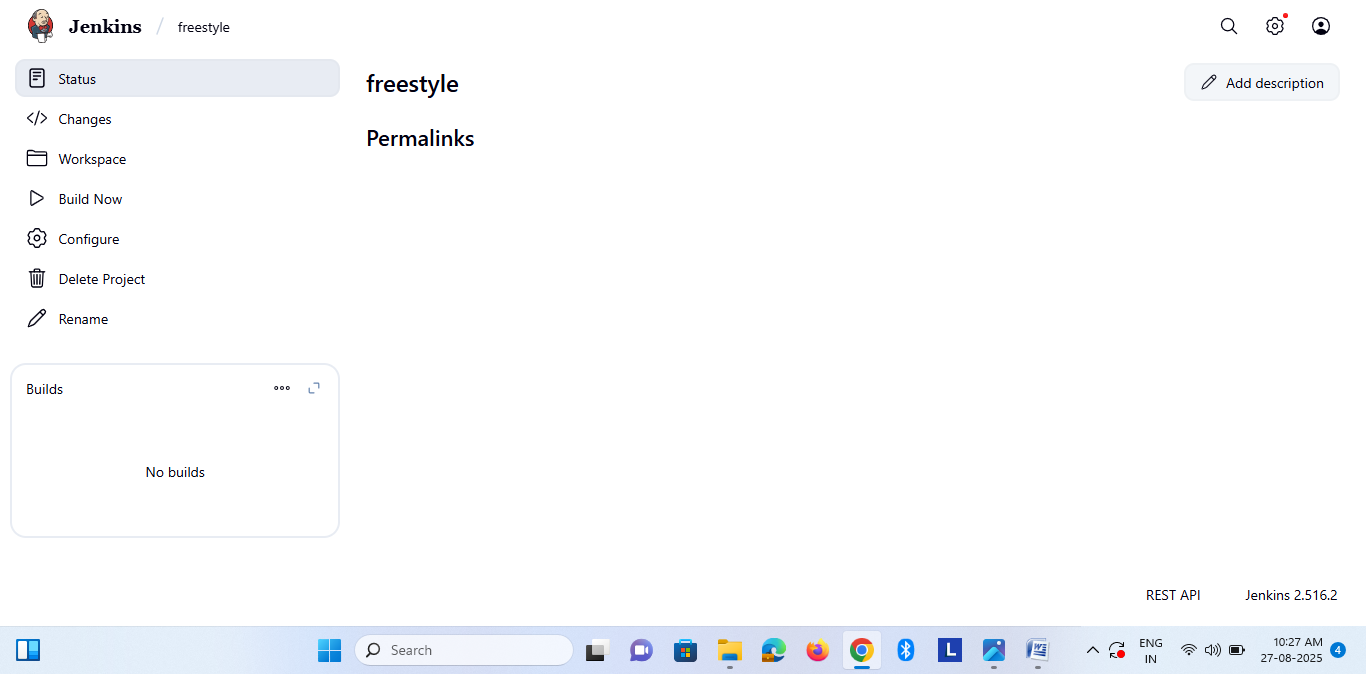 Jenkins / freestyle
Status
Changes
Workspace
Build Now
Configure
Delete Project
Rename
Builds
No builds
freestyle
Add description
Permalinks
REST API
Jenkins 2.516.2
Search
L
W
ENG
IN
10:27 AM
27-08-2025
4